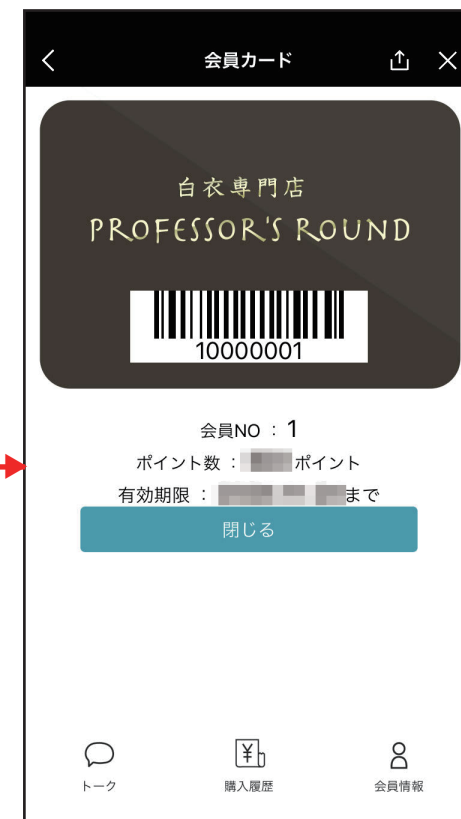 会員カード
白衣専門店
PROFESSOR'S ROUND
10000001
会員NO : 1
ポイント数 : ポイント
有効期限 : まで
閉じる
トーク
購入履歴
会員情報